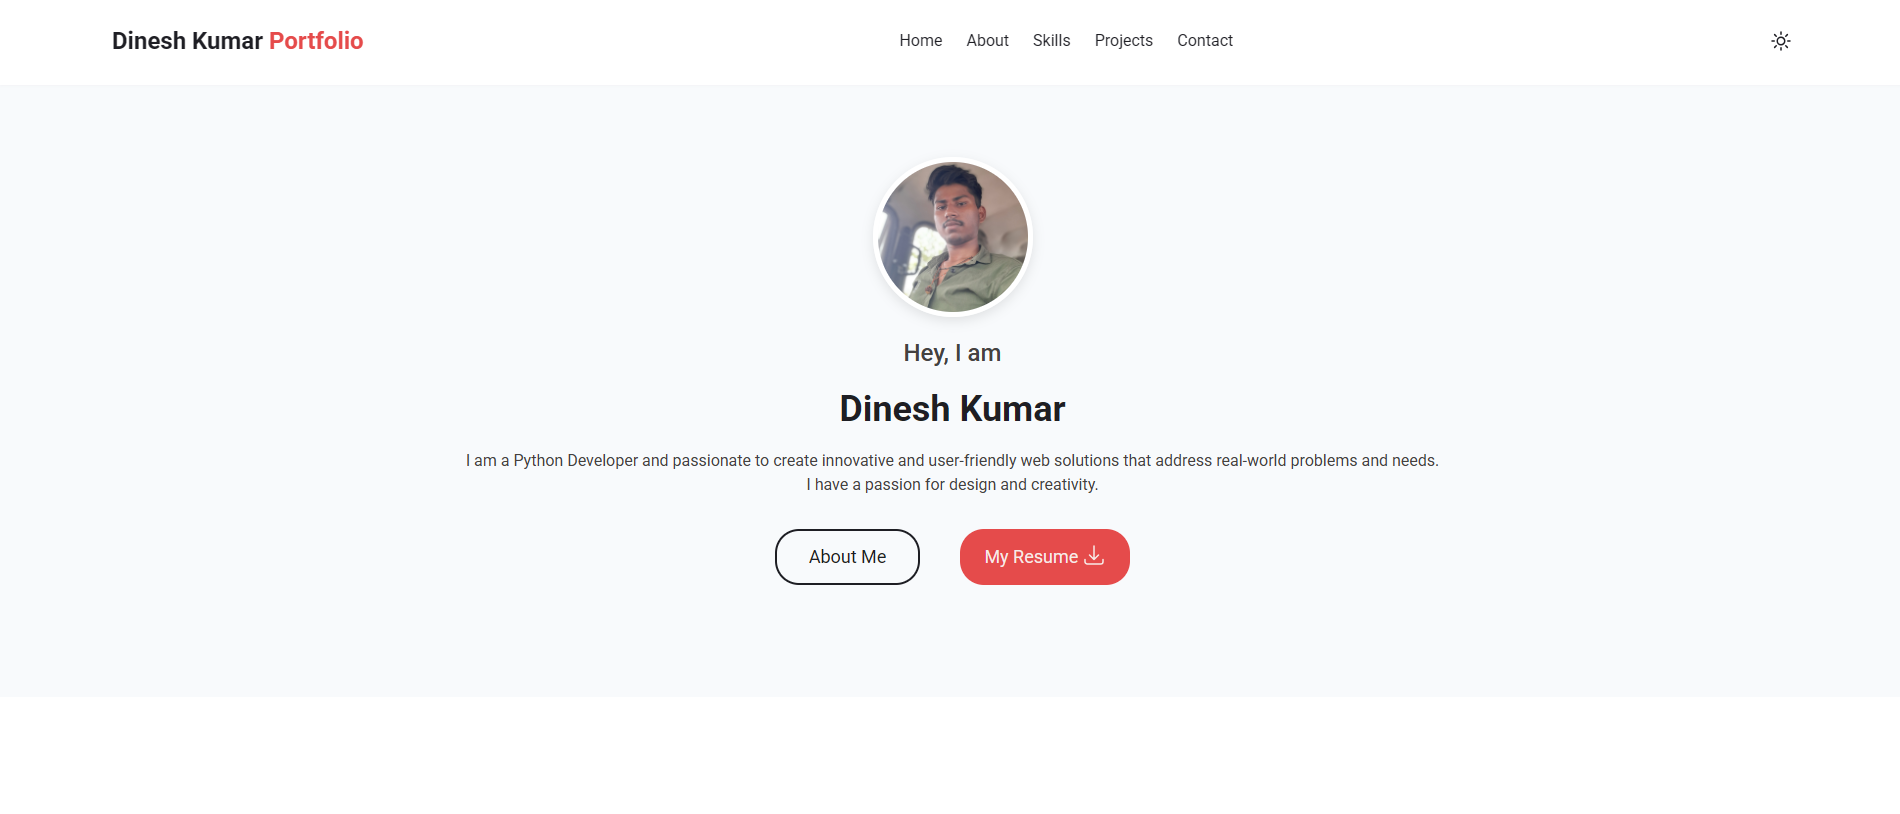 Dinesh Kumar Portfolio
Home About Skills Projects Contact
Hey, I am
Dinesh Kumar
I am a Python Developer and passionate to create innovative and user-friendly web solutions that address real-world problems and needs.
I have a passion for design and creativity.
About Me
My Resume